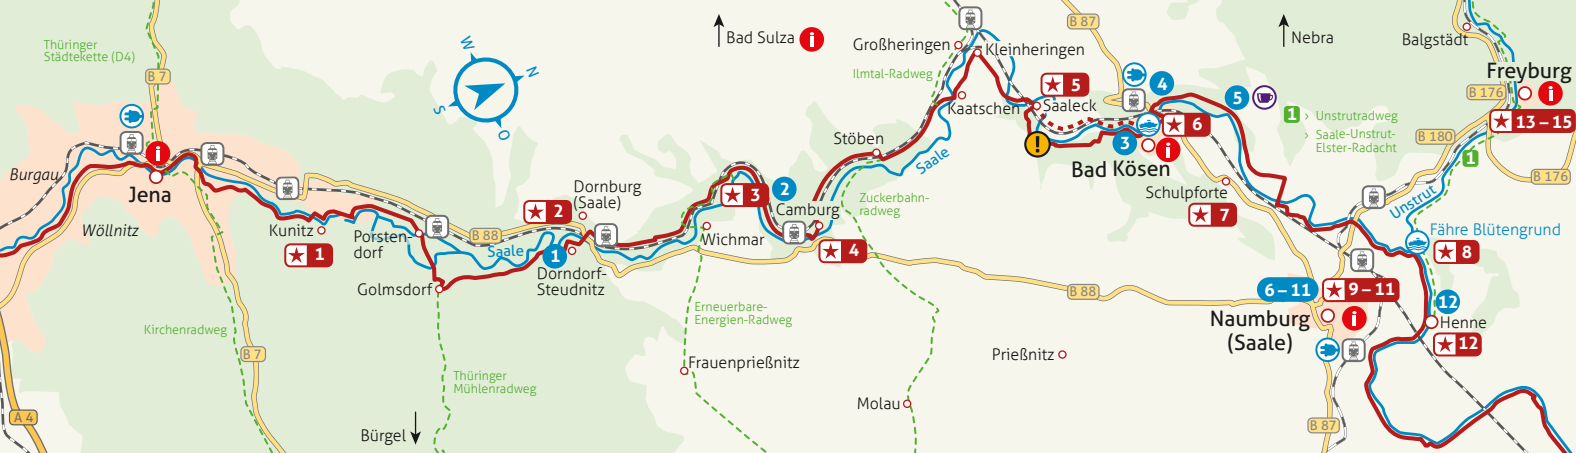 Thüringer
Städtekette (D4)
B 7
Burgau
Jena
Wöllnitz
Kunitz
1
Porsten-
dorf
Golmsdorf
Kirchenradweg
B 7
A 4
Bürgel
Thüringer
Mühlenradweg
W
N
S
O
B 88
Saale
2
Dornburg
(Saale)
1
Dorndorf-
Steudnitz
Bad Sulza
3
2
Wichmar
Camburg
4
Erneuerbare-
Energien-Radweg
Frauenprießnitz
Stöben
Saale
Zuckerbahn-
radweg
Molau
Großheringen
Ilmtal-Radweg
Kleinheringen
Kaatschen
5
Saaleck
!
B 87
4
3
6
Bad Kösen
5
Schulpforte
7
B 88
Prießnitz
Nebra
1 › Unstrutradweg
› Saale-Unstrut-
Elster-Radacht
Balgstädt
Freyburg
B 176
13 – 15
B 180
1
B 176
Unstrut
Fähre Blütengrund
8
6 – 11
9 – 11
Naumburg
(Saale)
12
Henne
12
B 87